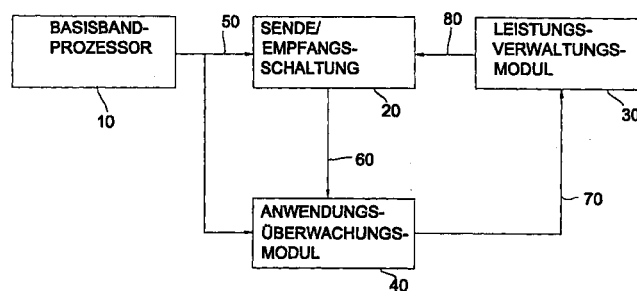 BASISBAND-
PROZESSOR
10
50
SENDE/
EMPFANGS-
SCHALTUNG
20
80
LEISTUNGS-
VERWALTUNGS-
MODUL
30
60
70
ANWENDUNGS-
ÜBERWACHUNGS-
MODUL
40